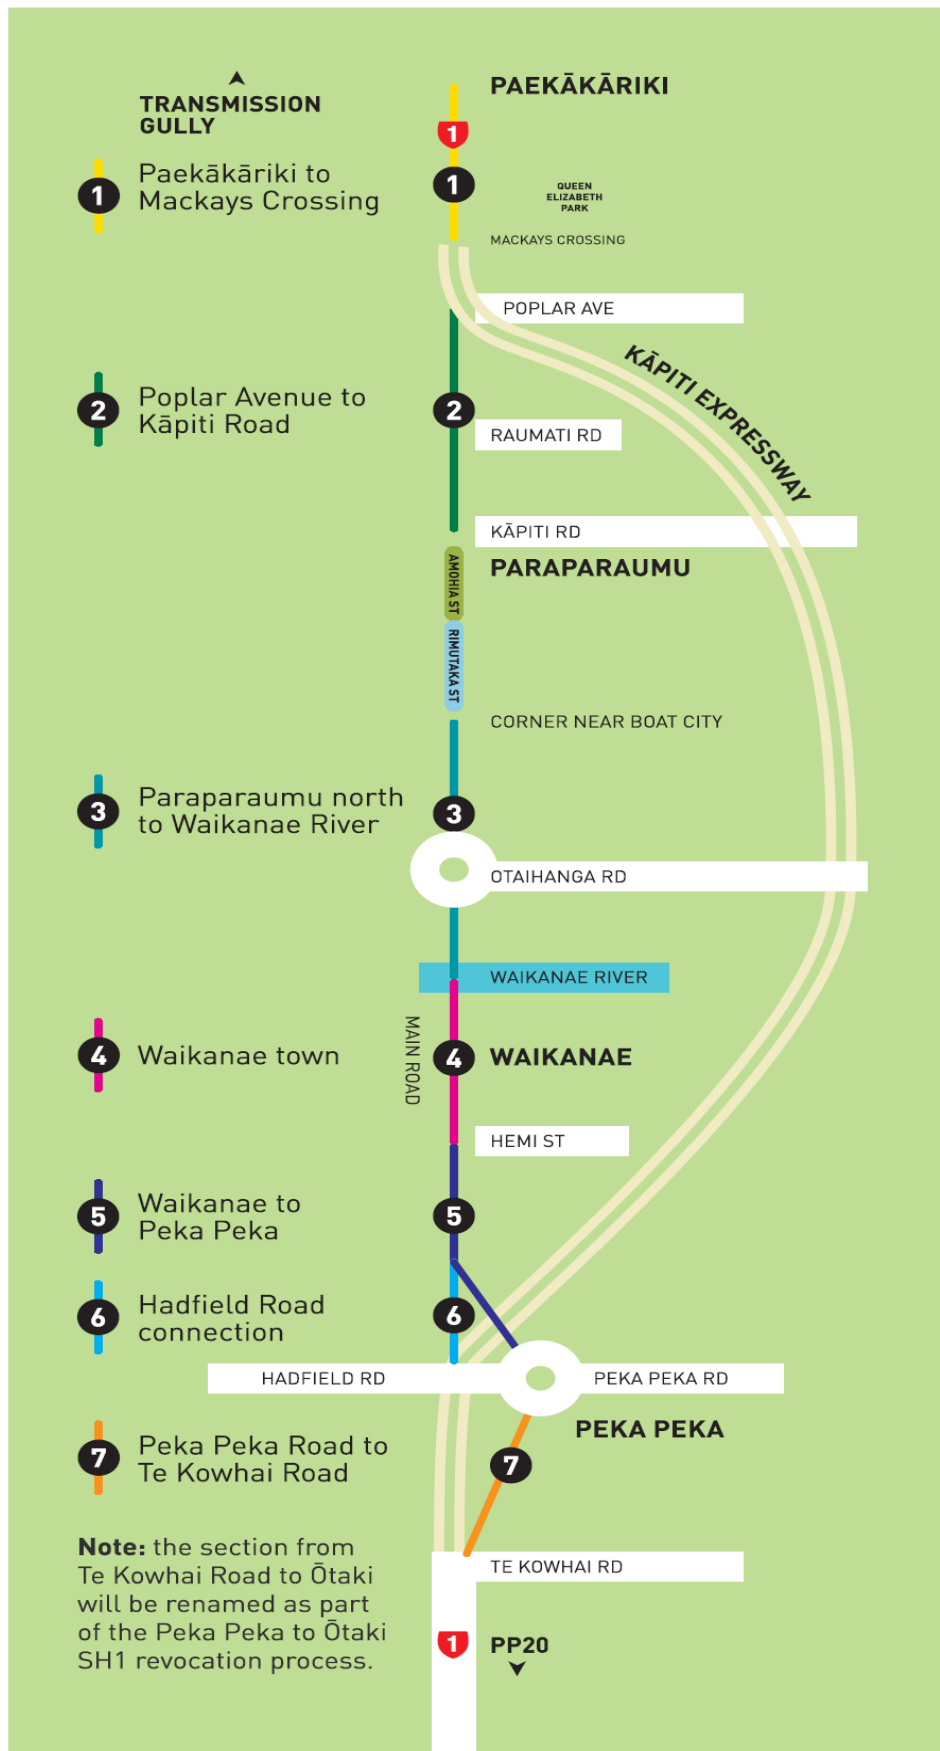 TRANSMISSION
GULLY
PAEKĀKĀRIKI
1
1
Paekākāriki to
Mackays Crossing
1
QUEEN
ELIZABETH
PARK
MACKAYS CROSSING
POPLAR AVE
KĀPITI EXPRESSWAY
2
Poplar Avenue to
Kāpiti Road
2
RAUMATI RD
KĀPITI RD
PARAPARAUMU
AMOHIA ST
RIMUTAKA ST
CORNER NEAR BOAT CITY
3
Paraparaumu north
to Waikanae River
3
OTAIHANGA RD
WAIKANAE RIVER
MAIN ROAD
4
Waikanae town
4
WAIKANAE
HEMI ST
5
Waikanae to
Peka Peka
5
6
Hadfield Road
connection
6
HADFIELD RD
PEKA PEKA RD
PEKA PEKA
7
Peka Peka Road to
Te Kowhai Road
7
Note: the section from
Te Kowhai Road to Ōtaki
will be renamed as part
of the Peka Peka to Ōtaki
SH1 revocation process.
TE KOWHAI RD
1
PP2O